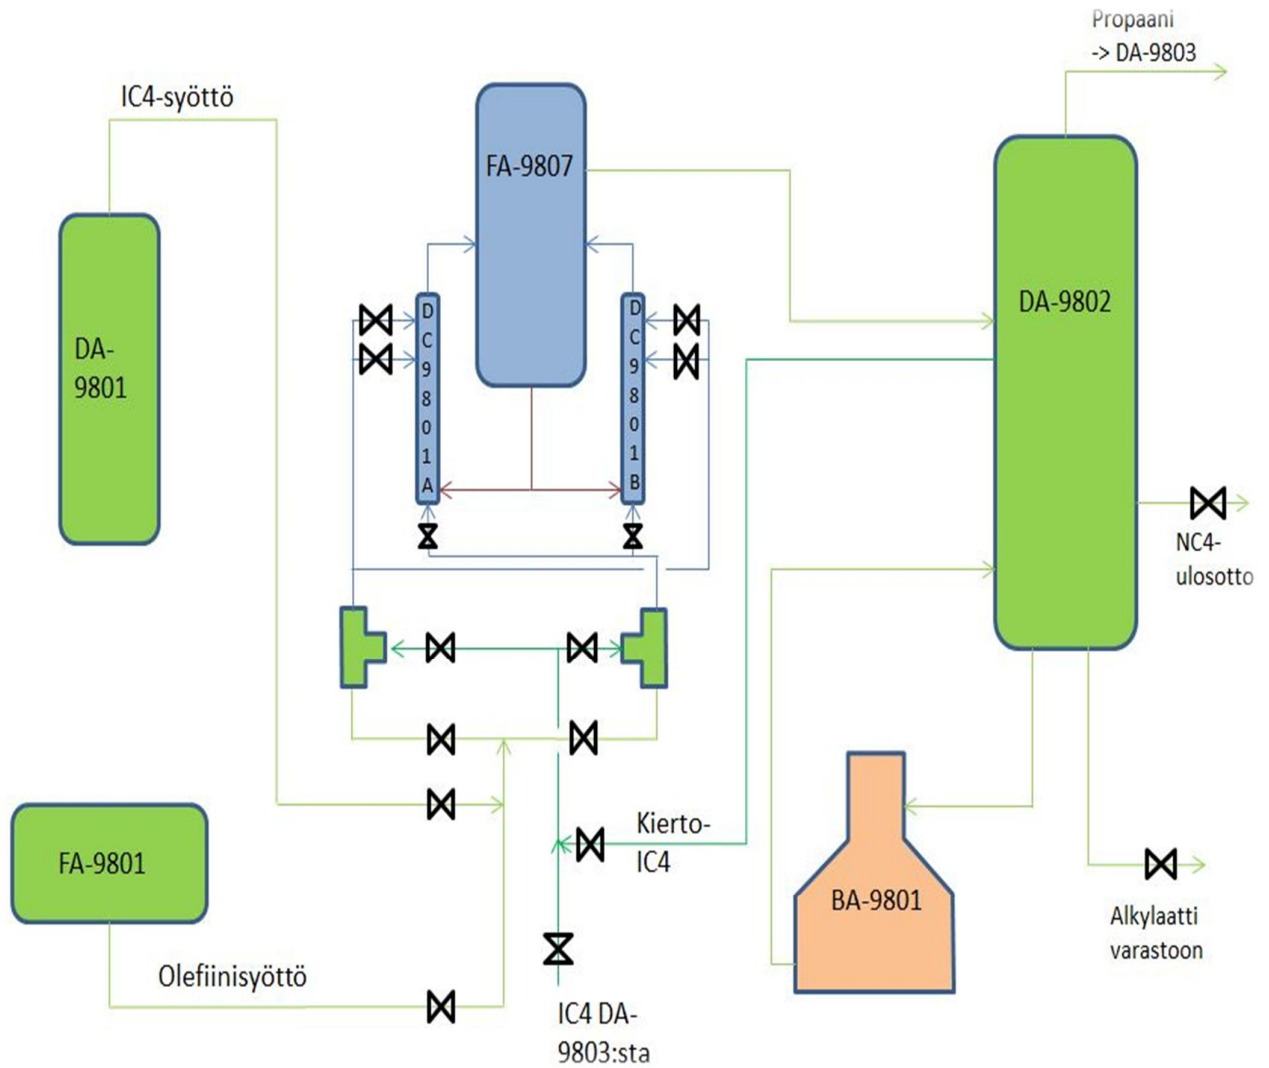 Propaani
-> DA-9803
IC4-syöttö
FA-9807
DA-9802
DA-
9801
D
C
9
8
0
1
A
D
C
9
8
0
1
B
NC4-
ulosotto
Kierto-
IC4
FA-9801
BA-9801
Alkylaatti
varastoon
Olefiinisyöttö
IC4 DA-
9803:sta